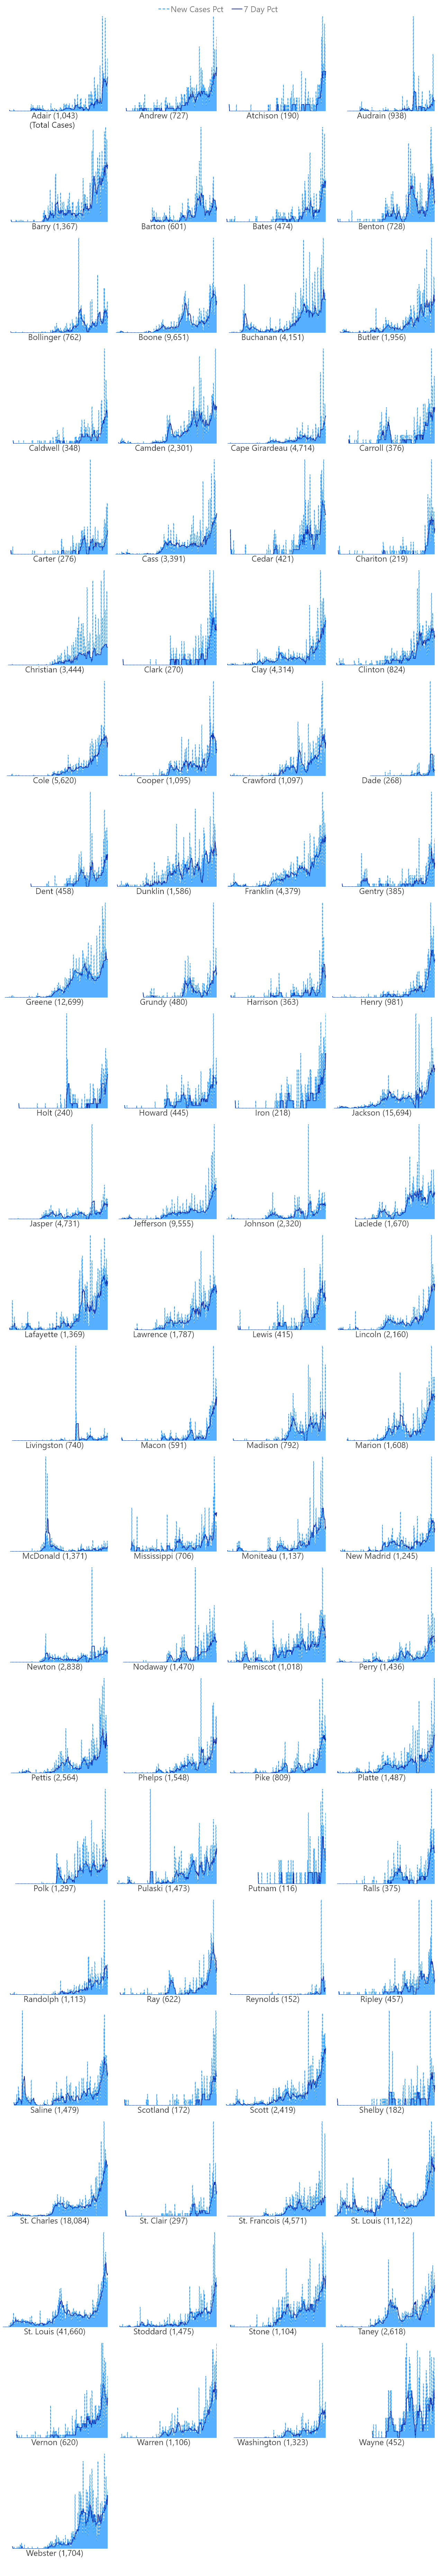 New Cases Pct 7 Day Pct
Adair (1,043) Andrew (727) Atchison (190) Audrain (938)
(Total Cases)
Barry (1,367) Barton (601) Bates (474) Benton (728)
Bollinger (762) Boone (9,651) Buchanan (4,151) Butler (1,956)
Caldwell (348) Camden (2,301) Cape Girardeau (4,714) Carroll (376)
Carter (276) Cass (3,391) Cedar (421) Chariton (219)
Christian (3,444) Clark (270) Clay (4,314) Clinton (824)
Cole (5,620) Cooper (1,095) Crawford (1,097) Dade (268)
Dent (458) Dunklin (1,586) Franklin (4,379) Gentry (385)
Greene (12,699) Grundy (480) Harrison (363) Henry (981)
Holt (240) Howard (445) Iron (218) Jackson (15,694)
Jasper (4,731) Jefferson (9,555) Johnson (2,320) Laclede (1,670)
Lafayette (1,369) Lawrence (1,787) Lewis (415) Lincoln (2,160)
Livingston (740) Macon (591) Madison (792) Marion (1,608)
McDonald (1,371) Mississippi (706) Moniteau (1,137) New Madrid (1,245)
Newton (2,838) Nodaway (1,470) Pemiscot (1,018) Perry (1,436)
Pettis (2,564) Phelps (1,548) Pike (809) Platte (1,487)
Polk (1,297) Pulaski (1,473) Putnam (116) Ralls (375)
Randolph (1,113) Ray (622) Reynolds (152) Ripley (457)
Saline (1,479) Scotland (172) Scott (2,419) Shelby (182)
St. Charles (18,084) St. Clair (297) St. Francois (4,571) St. Louis (11,122)
St. Louis (41,660) Stoddard (1,475) Stone (1,104) Taney (2,618)
Vernon (620) Warren (1,106) Washington (1,323) Wayne (452)
Webster (1,704)